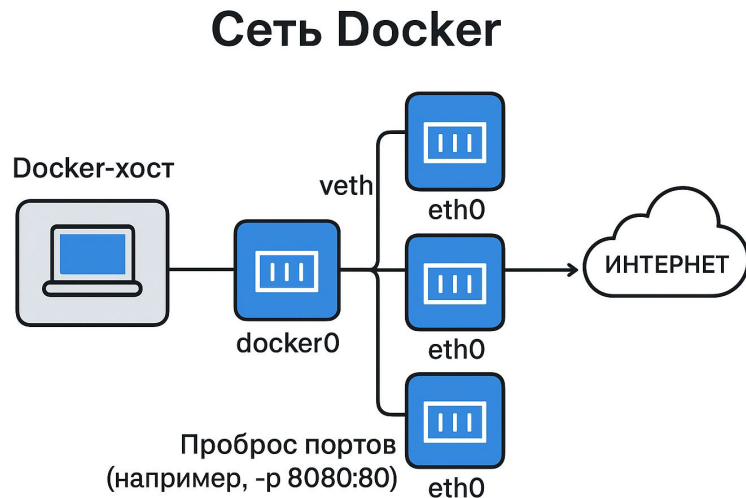 Сеть Docker
Docker-хост
veth
eth0
docker0
eth0
ИНТЕРНЕТ
Проброс портов
(например, -p 8080:80)
eth0